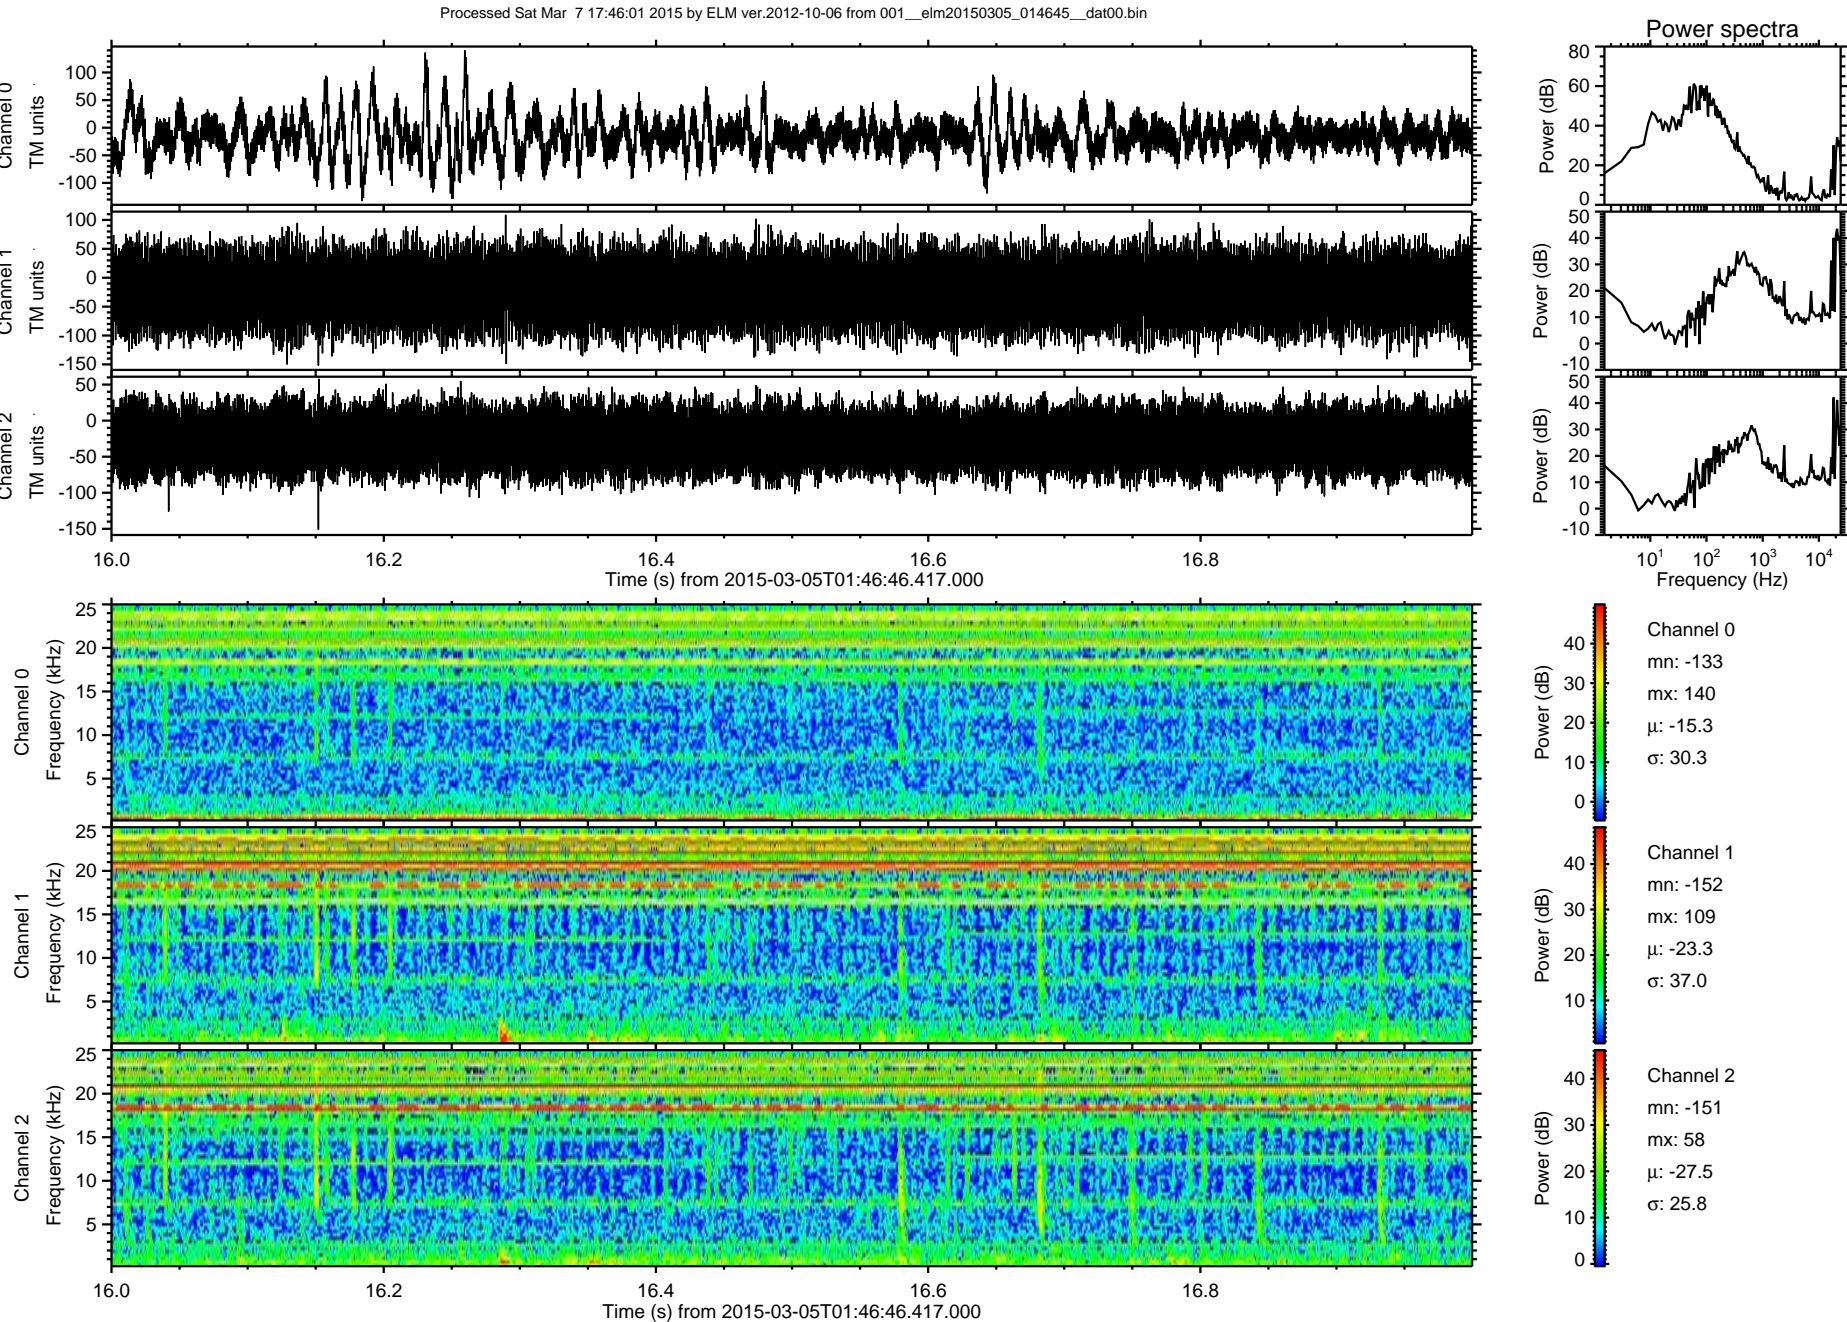 Processed Sat Mar 7 17:46:01 2015 by ELM ver.2012-10-06 from 001__elm20150305_014645__dat00.bin
Power spectra
Channel 0
TM units
100
50
0
-50
-100
Power (dB)
80
60
40
20
0
Channel 1
TM units
100
50
0
-50
-100
-150
Power (dB)
50
40
30
20
10
0
-10
Channel 2
TM units
50
0
-50
-100
-150
Power (dB)
50
40
30
20
10
0
-10
16.0 16.2 16.4 16.6 16.8
Time (s) from 2015-03-05T01:46:46.417.000
10^1 10^2 10^3 10^4
Frequency (Hz)
Channel 0
Frequency (kHz)
25
20
15
10
5
Power (dB)
40
30
20
10
0
Channel 0
mn: -133
mx: 140
μ: -15.3
σ: 30.3
Channel 1
Frequency (kHz)
25
20
15
10
5
Power (dB)
40
30
20
10
Channel 1
mn: -152
mx: 109
μ: -23.3
σ: 37.0
Channel 2
Frequency (kHz)
25
20
15
10
5
Power (dB)
40
30
20
10
0
Channel 2
mn: -151
mx: 58
μ: -27.5
σ: 25.8
16.0 16.2 16.4 16.6 16.8
Time (s) from 2015-03-05T01:46:46.417.000